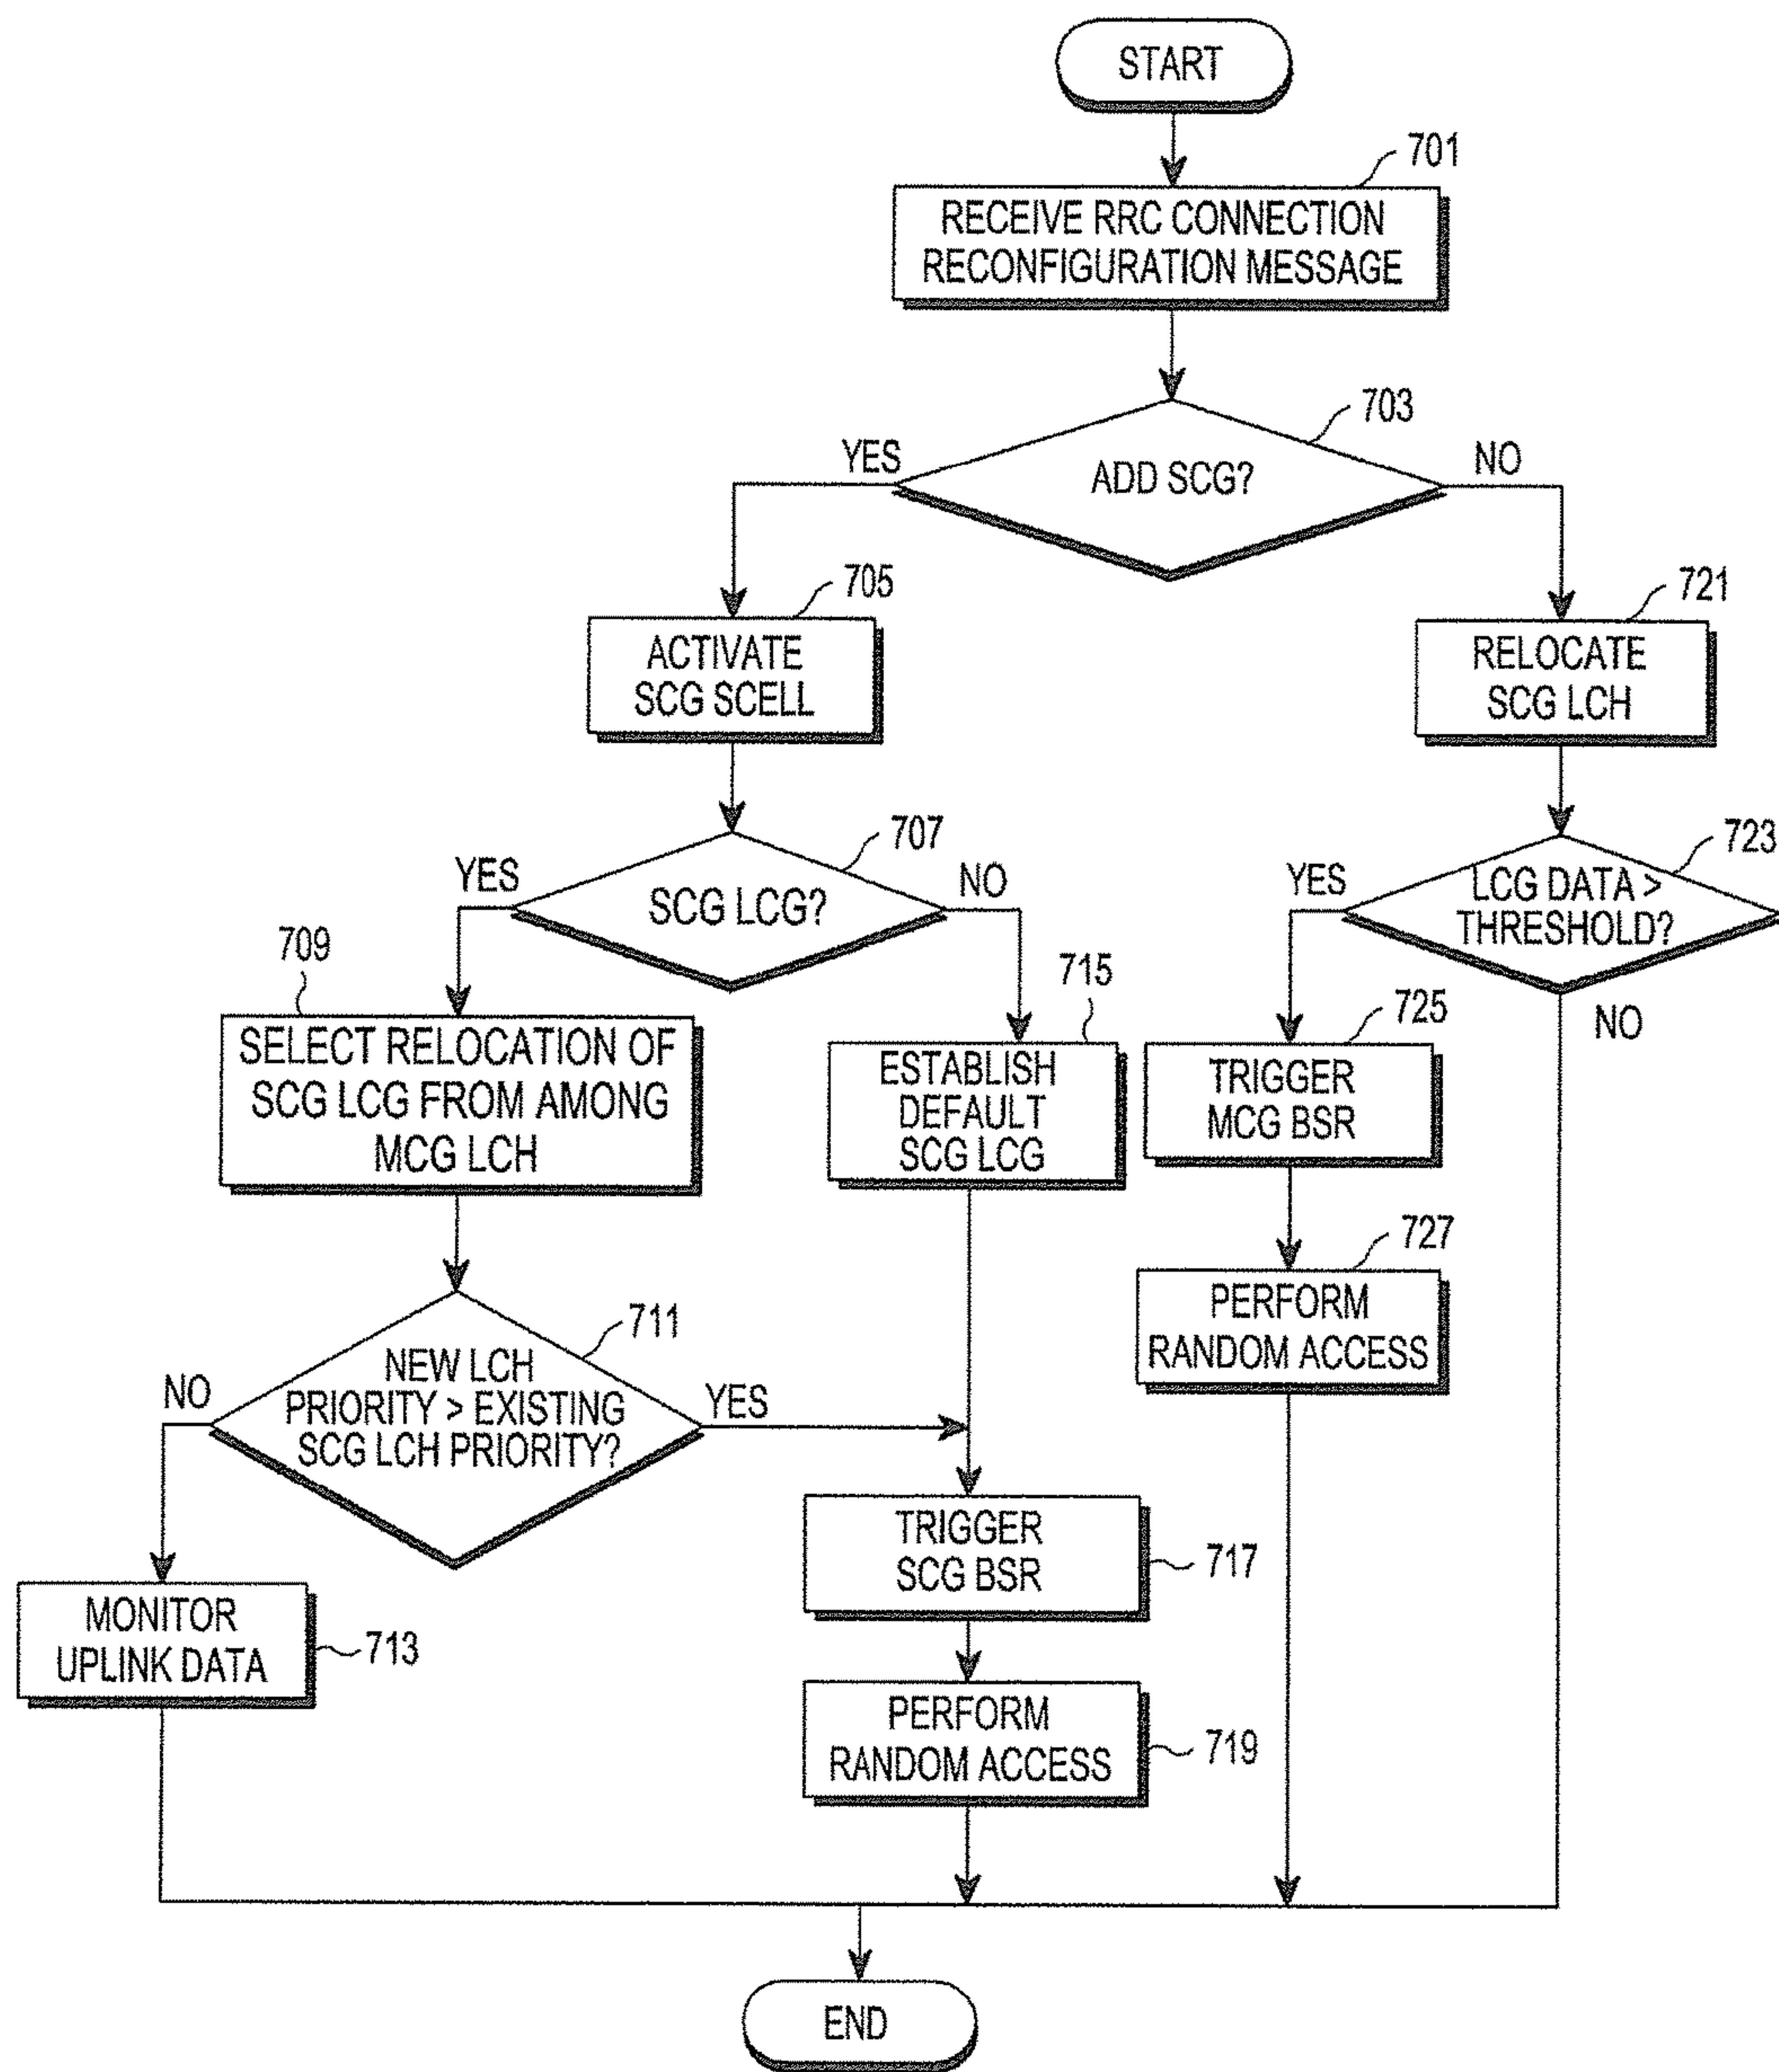 START
701
RECEIVE RRC CONNECTION
RECONFIGURATION MESSAGE
703
YES
ADD SCG?
NO
705
ACTIVATE
SCG SCELL
721
RELOCATE
SCG LCH
707
YES
SCG LCG?
NO
723
YES
LCG DATA >
THRESHOLD?
NO
709
SELECT RELOCATION OF
SCG LCG FROM AMONG
MCG LCH
715
ESTABLISH
DEFAULT
SCG LCG
725
TRIGGER
MCG BSR
727
PERFORM
RANDOM ACCESS
711
NO
NEW LCH
PRIORITY > EXISTING
SCG LCH PRIORITY?
YES
MONITOR
UPLINK DATA
713
TRIGGER
SCG BSR
717
PERFORM
RANDOM ACCESS
719
END